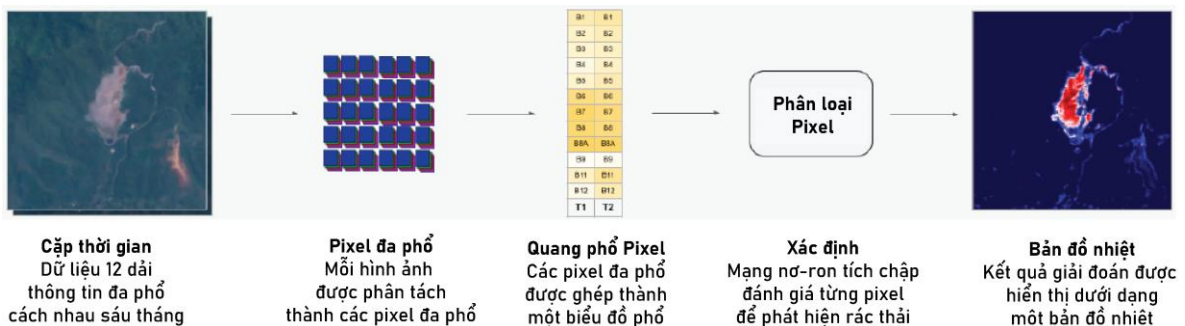 B1 B1
B2 B2
B3 B3
B4 B4
B5 B5
B6 B6
B7 B7
B8 B8
B8A B8A
B9 B9
B11 B11
B12 B12
T1 T2
Phân loại
Pixel
Cặp thời gian
Dữ liệu 12 dải
thông tin đa phổ
cách nhau sáu tháng
Pixel đa phổ
Mỗi hình ảnh
được phân tách
thành các pixel đa phổ
Quang phổ Pixel
Các pixel đa phổ
được ghép thành
một biểu đồ phổ
Xác định
Mạng nơ-ron tích chập
đánh giá từng pixel
để phát hiện rác thải
Bản đồ nhiệt
Kết quả giải đoán được
hiển thị dưới dạng
một bản đồ nhiệt